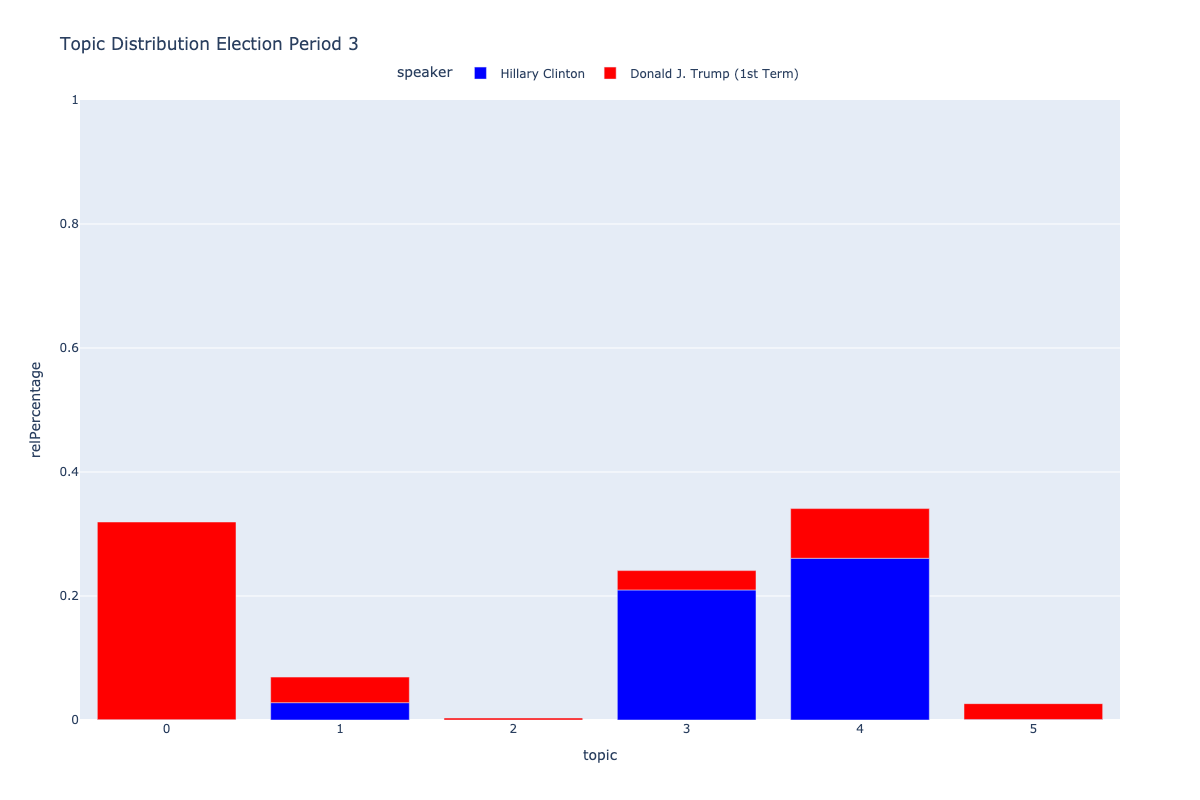 Topic Distribution Election Period 3
speaker Hillary Clinton Donald J. Trump (1st Term)
1
0.8
0.6
0.4
0.2
0
relPercentage
0 1 2 3 4 5
topic